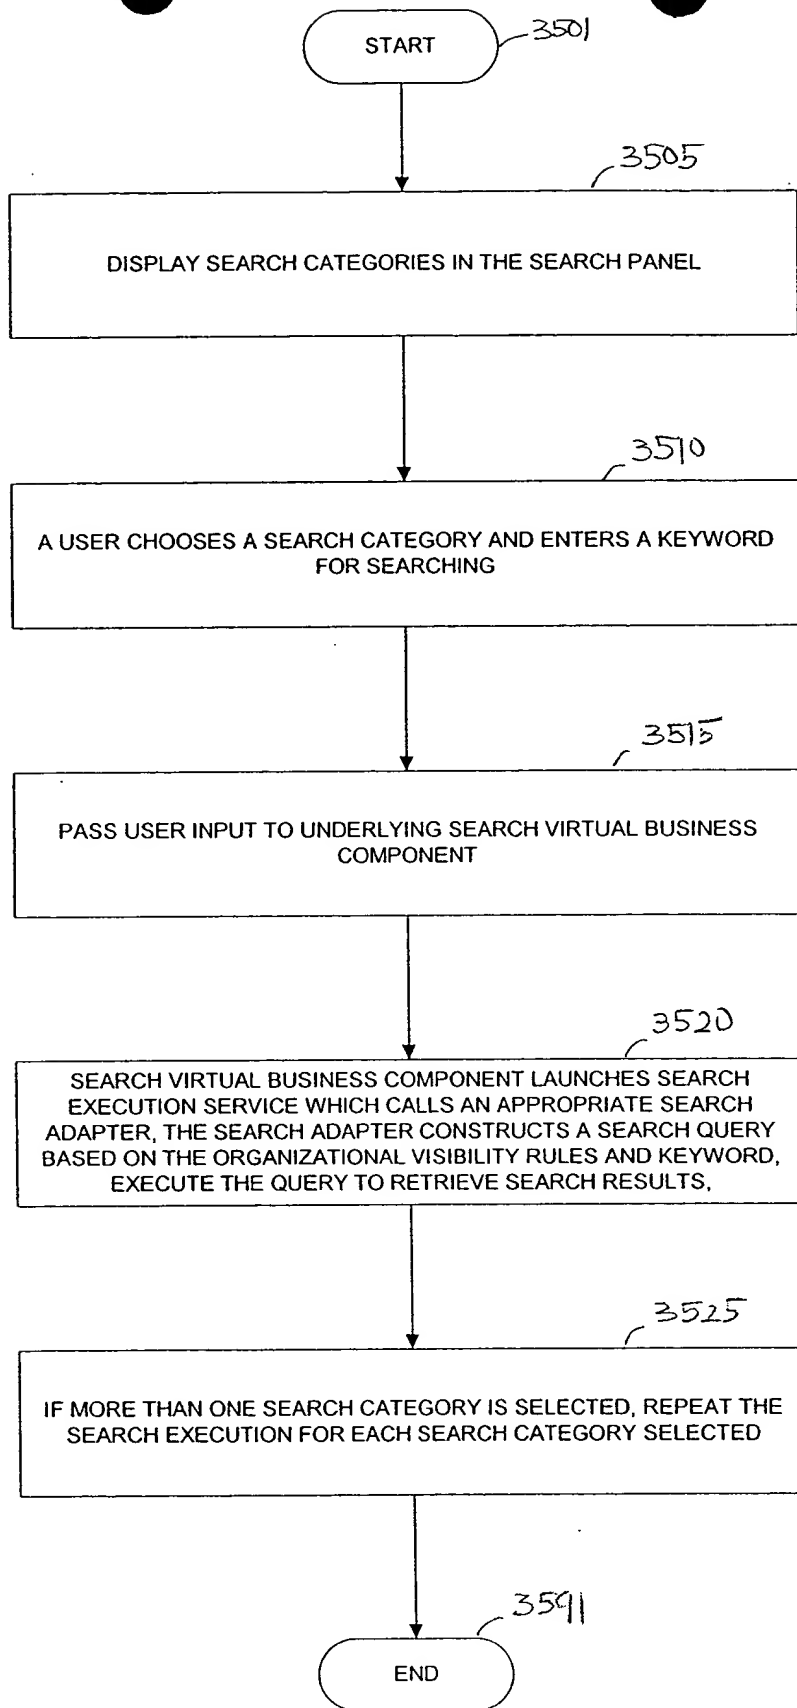 START
3501
3505
DISPLAY SEARCH CATEGORIES IN THE SEARCH PANEL
3510
A USER CHOOSES A SEARCH CATEGORY AND ENTERS A KEYWORD
FOR SEARCHING
3515
PASS USER INPUT TO UNDERLYING SEARCH VIRTUAL BUSINESS
COMPONENT
3520
SEARCH VIRTUAL BUSINESS COMPONENT LAUNCHES SEARCH
EXECUTION SERVICE WHICH CALLS AN APPROPRIATE SEARCH
ADAPTER, THE SEARCH ADAPTER CONSTRUCTS A SEARCH QUERY
BASED ON THE ORGANIZATIONAL VISIBILITY RULES AND KEYWORD,
EXECUTE THE QUERY TO RETRIEVE SEARCH RESULTS,
3525
IF MORE THAN ONE SEARCH CATEGORY IS SELECTED, REPEAT THE
SEARCH EXECUTION FOR EACH SEARCH CATEGORY SELECTED
3591
END